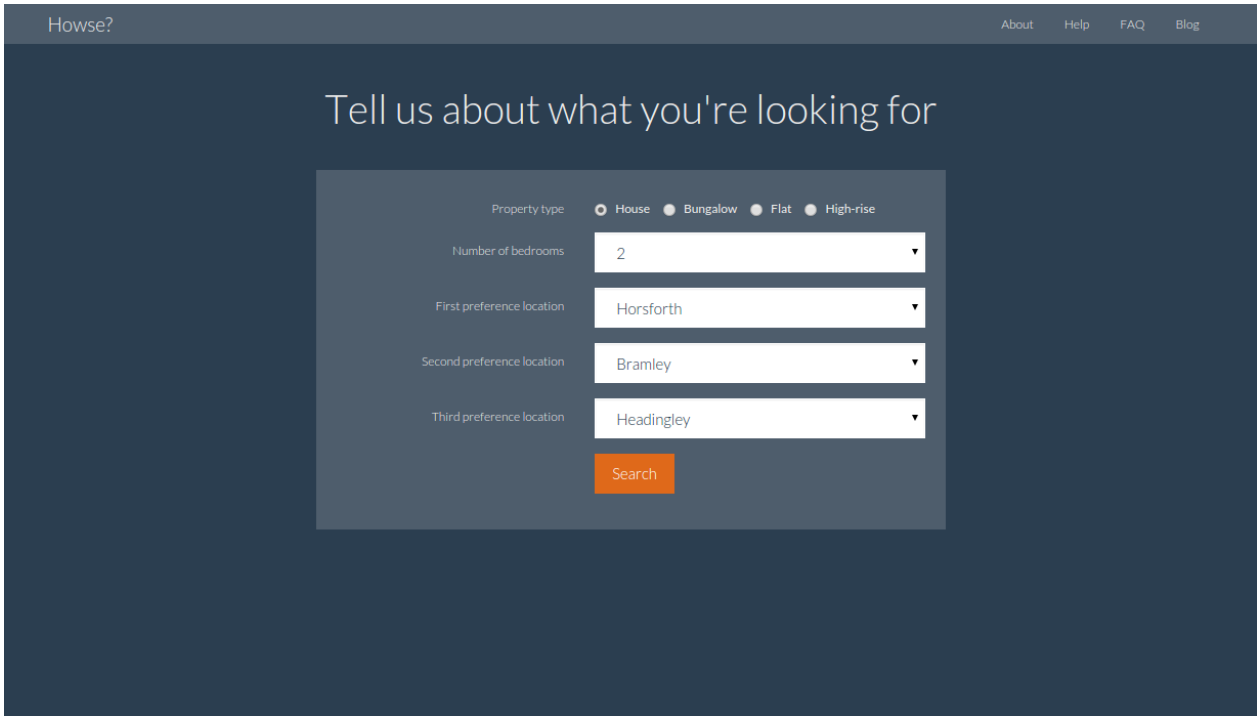 Howse? About Help FAQ Blog
Tell us about what you're looking for
Property type House Bungalow Flat High-rise
Number of bedrooms 2
First preference location Horsforth
Second preference location Bramley
Third preference location Headingley
Search